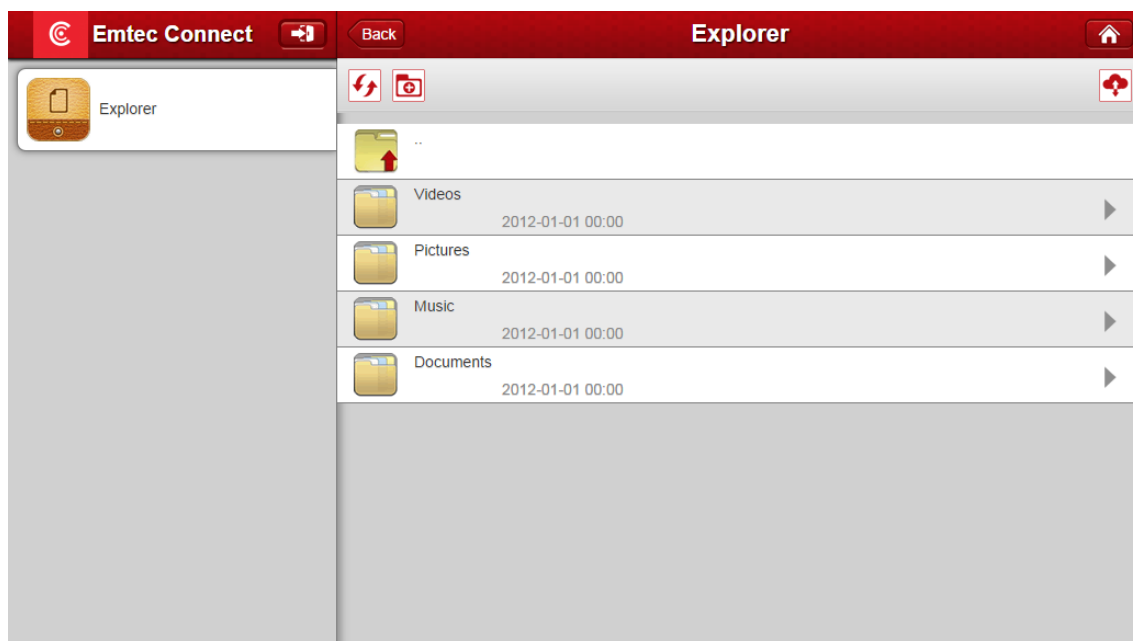 Emtec Connect
Back
Explorer
Explorer
..
Videos
2012-01-01 00:00
Pictures
2012-01-01 00:00
Music
2012-01-01 00:00
Documents
2012-01-01 00:00